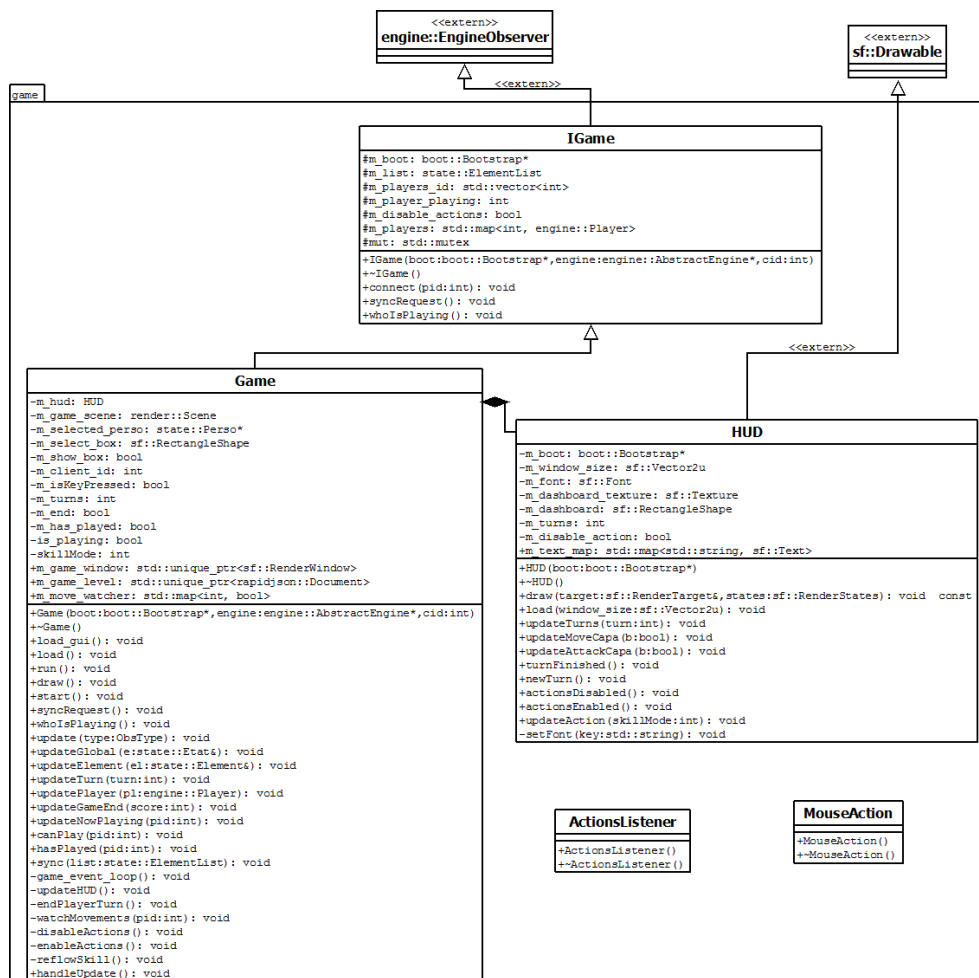 <<extern>>
engine::EngineObserver
<<extern>>
sf::Drawable
<<extern>>
game
IGame
#m_boot: boot::Bootstrap*
#m_list: state::ElementList
#m_players_id: std::vector<int>
#m_player_playing: int
#m_disable_actions: bool
#m_players: std::map<int, engine::Player>
#mut: std::mutex
+IGame(boot:boot::Bootstrap*,engine:engine::AbstractEngine*,cid:int)
+~IGame()
+connect(pid:int): void
+syncRequest(): void
+whoIsPlaying(): void
<<extern>>
Game
-m_hud: HUD
-m_game_scene: render::Scene
-m_selected_perso: state::Perso*
-m_select_box: sf::RectangleShape
-m_show_box: bool
-m_client_id: int
-m_isKeyPressed: bool
-m_turns: int
-m_end: bool
-m_has_played: bool
-is_playing: bool
-skillMode: int
+m_game_window: std::unique_ptr<sf::RenderWindow>
+m_game_level: std::unique_ptr<rapidjson::Document>
+m_move_watcher: std::map<int, bool>
+Game(boot:boot::Bootstrap*,engine:engine::AbstractEngine*,cid:int)
+~Game()
+load_gui(): void
+load(): void
+run(): void
+draw(): void
+start(): void
+syncRequest(): void
+whoIsPlaying(): void
+update(type:ObsType): void
+updateGlobal(e:state::Etat&): void
+updateElement(el:state::Element&): void
+updateTurn(turn:int): void
+updatePlayer(pl:engine::Player): void
+updateGameEnd(score:int): void
+updateNowPlaying(pid:int): void
+canPlay(pid:int): void
+hasPlayed(pid:int): void
+sync(list:state::ElementList): void
-game_event_loop(): void
-updateHUD(): void
-endPlayerTurn(): void
-watchMovements(pid:int): void
-disableActions(): void
-enableActions(): void
-reflowSkill(): void
+handleUpdate(): void
HUD
-m_boot: boot::Bootstrap*
-m_window_size: sf::Vector2u
-m_font: sf::Font
-m_dashboard_texture: sf::Texture
-m_dashboard: sf::RectangleShape
-m_turns: int
-m_disable_action: bool
+m_text_map: std::map<std::string, sf::Text>
+HUD(boot:boot::Bootstrap*)
+~HUD()
+draw(target:sf::RenderTarget&,states:sf::RenderStates): void const
+load(window_size:sf::Vector2u): void
+updateTurns(turn:int): void
+updateMoveCapa(b:bool): void
+updateAttackCapa(b:bool): void
+turnFinished(): void
+newTurn(): void
+actionsDisabled(): void
+actionsEnabled(): void
+updateAction(skillMode:int): void
-setFont(key:std::string): void
ActionsListener
+ActionsListener()
+~ActionsListener()
MouseAction
+MouseAction()
+~MouseAction()